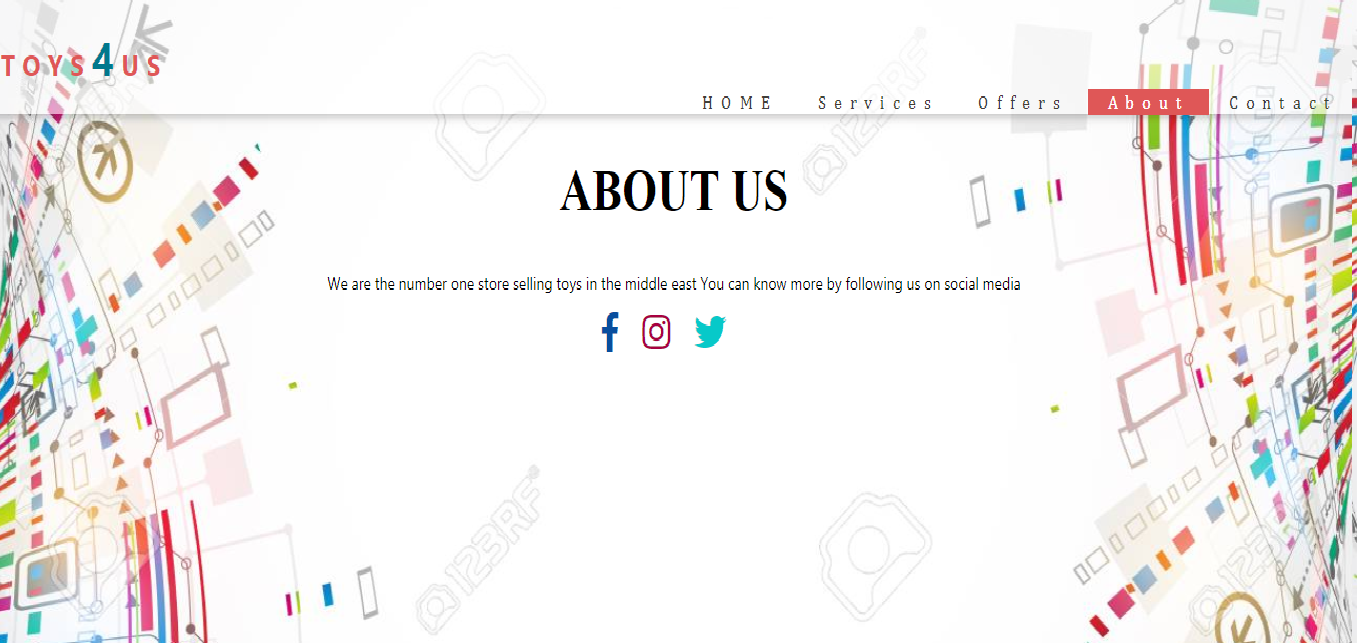 TOYS4US
HOME Services Offers About Contact
ABOUT US
We are the number one store selling toys in the middle east You can know more by following us on social media
123RF
123RF
123RF
123RF
123RF